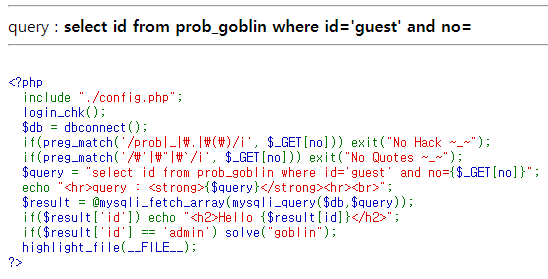 query : select id from prob_goblin where id='guest' and no=
<?php
include "./config.php";
login_chk();
$db = dbconnect();
if(preg_match('/prob|_|₩.|₩(₩)/i', $_GET[no])) exit("No Hack ~_~");
if(preg_match('/₩'|₩"|₩`/i', $_GET[no])) exit("No Quotes ~_~");
$query = "select id from prob_goblin where id='guest' and no={$_GET[no]}";
echo "<hr>query : <strong>{$query}</strong><hr><br>";
$result = @mysqli_fetch_array(mysqli_query($db,$query));
if($result['id']) echo "<h2>Hello {$result[id]}</h2>";
if($result['id'] == 'admin') solve("goblin");
highlight_file(__FILE__);
?>